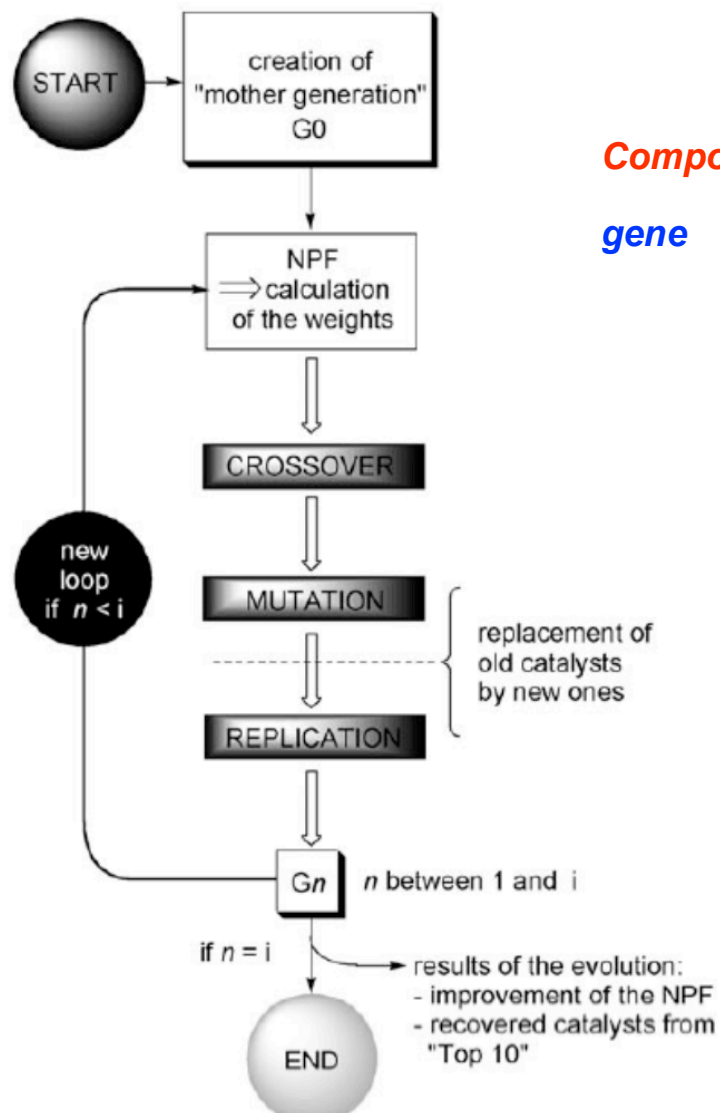 START
creation of
"mother generation"
G0
Compo
gene
NPF
⇒ calculation
of the weights
CROSSOVER
new
loop
if n < i
MUTATION
replacement of
old catalysts
by new ones
REPLICATION
Gn
n between 1 and i
if n = i
results of the evolution:
- improvement of the NPF
- recovered catalysts from
"Top 10"
END